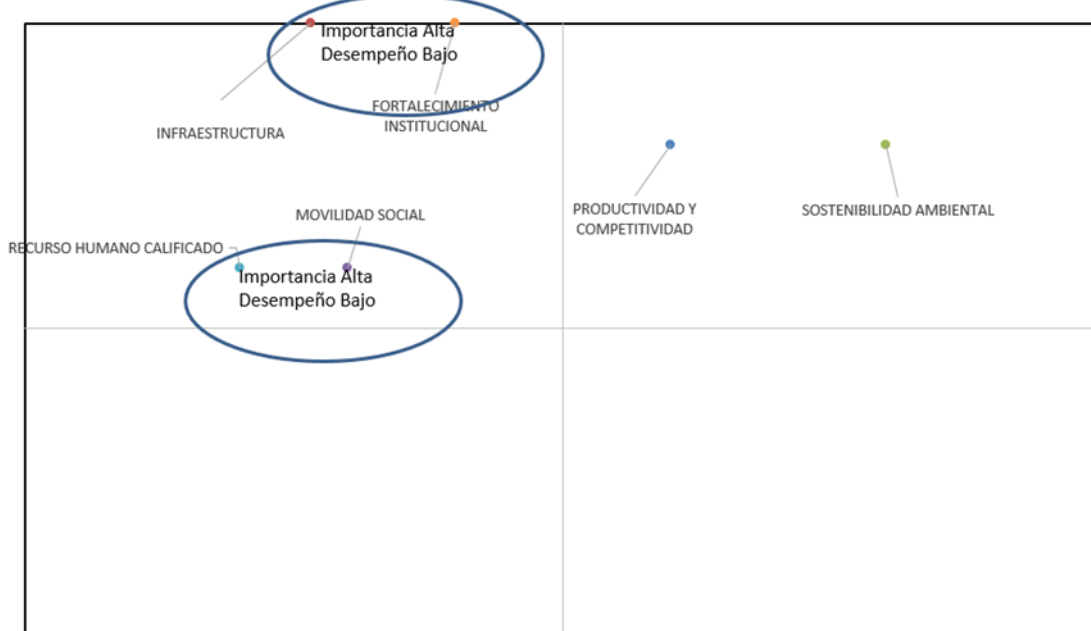 Importancia Alta
Desempeño Bajo
FORTALECIMIENTO
INSTITUCIONAL
INFRAESTRUCTURA
PRODUCTIVIDAD Y
COMPETITIVIDAD
SOSTENIBILIDAD AMBIENTAL
MOVILIDAD SOCIAL
RECURSO HUMANO CALIFICADO
Importancia Alta
Desempeño Bajo